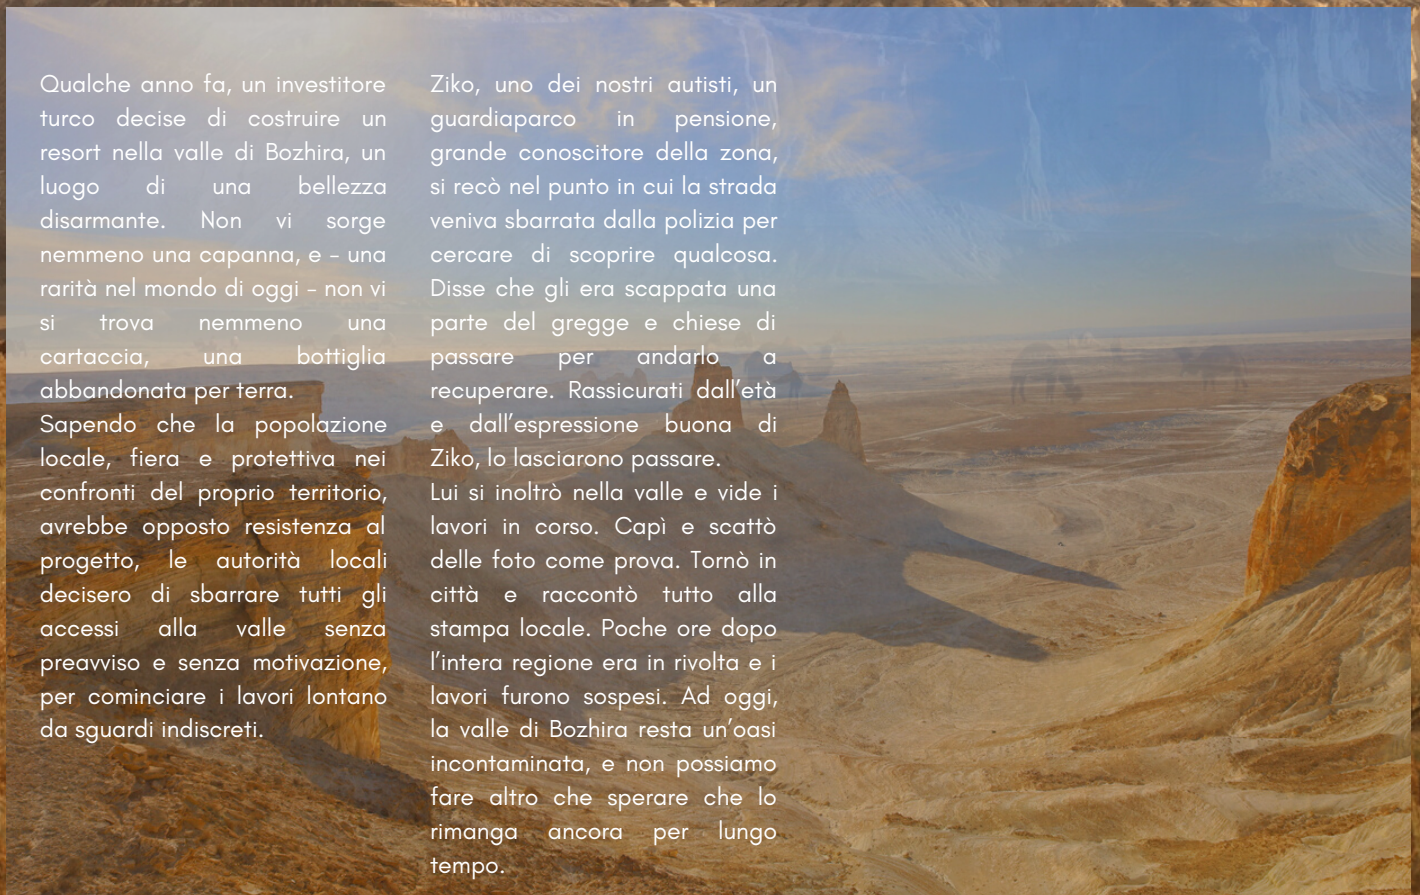 Qualche anno fa, un investitore
turco decise di costruire un
resort nella valle di Bozhira, un
luogo di una bellezza
disarmante. Non vi sorge
nemmeno una capanna, e - una
rarità nel mondo di oggi - non vi
si trova nemmeno una
cartaccia, una bottiglia
abbandonata per terra.
Sapendo che la popolazione
locale, fiera e protettiva nei
confronti del proprio territorio,
avrebbe opposto resistenza al
progetto, le autorità locali
decisero di sbarrare tutti gli
accessi alla valle senza
preavviso e senza motivazione,
per cominciare i lavori lontano
da sguardi indiscreti.
Ziko, uno dei nostri autisti, un
guardiaparco in pensione,
grande conoscitore della zona,
si recò nel punto in cui la strada
veniva sbarrata dalla polizia per
cercare di scoprire qualcosa.
Disse che gli era scappata una
parte del gregge e chiese di
passare per andarlo a
recuperare. Rassicurati dall'età
e dall'espressione buona di
Ziko, lo lasciarono passare.
Lui si inoltrò nella valle e vide i
lavori in corso. Capì e scattò
delle foto come prova. Tornò in
città e raccontò tutto alla
stampa locale. Poche ore dopo
l'intera regione era in rivolta e i
lavori furono sospesi. Ad oggi,
la valle di Bozhira resta un'oasi
incontaminata, e non possiamo
fare altro che sperare che lo
rimanga ancora per lungo
tempo.